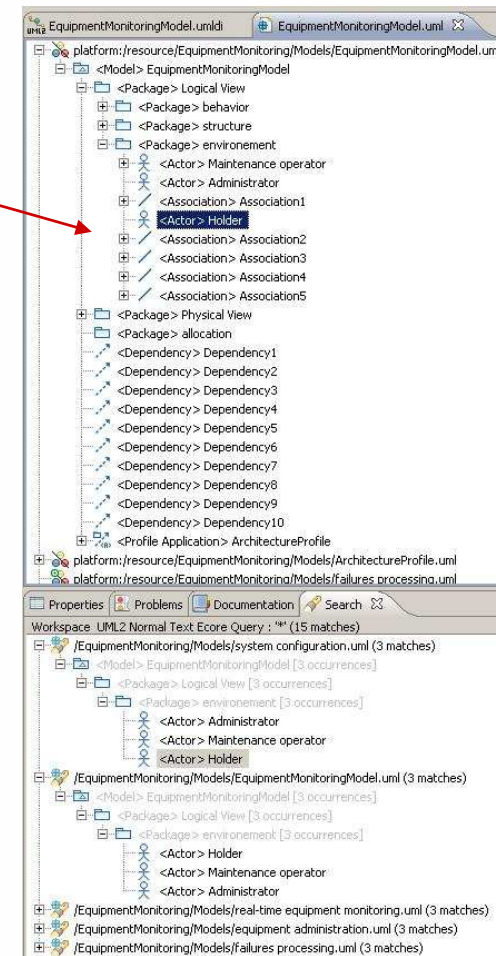 EquipmentMonitoringModel.umldi EquipmentMonitoringModel.uml
platform:/resource/EquipmentMonitoring/Models/EquipmentMonitoringModel.um
<Model> EquipmentMonitoringModel
<Package> Logical View
<Package> behavior
<Package> structure
<Package> environement
<Actor> Maintenance operator
<Actor> Administrator
<Association> Association1
<Actor> Holder
<Association> Association2
<Association> Association3
<Association> Association4
<Association> Association5
<Package> Physical View
<Package> allocation
<Dependency> Dependency1
<Dependency> Dependency2
<Dependency> Dependency3
<Dependency> Dependency4
<Dependency> Dependency5
<Dependency> Dependency6
<Dependency> Dependency7
<Dependency> Dependency8
<Dependency> Dependency9
<Dependency> Dependency10
<Profile Application> ArchitectureProfile
platform:/resource/EquipmentMonitoring/Models/ArchitectureProfile.uml
platform:/resource/EquipmentMonitoring/Models/failures processing.uml
Properties Problems Documentation Search
Workspace UML2 Normal Text Ecore Query : '*' (15 matches)
/EquipmentMonitoring/Models/system configuration.uml (3 matches)
<Model> EquipmentMonitoringModel [3 occurrences]
<Package> Logical View [3 occurrences]
<Package> environement [3 occurrences]
<Actor> Administrator
<Actor> Maintenance operator
<Actor> Holder
/EquipmentMonitoring/Models/EquipmentMonitoringModel.uml (3 matches)
<Model> EquipmentMonitoringModel [3 occurrences]
<Package> Logical View [3 occurrences]
<Package> environement [3 occurrences]
<Actor> Holder
<Actor> Maintenance operator
<Actor> Administrator
/EquipmentMonitoring/Models/real-time equipment monitoring.uml (3 matches)
/EquipmentMonitoring/Models/equipment administration.uml (3 matches)
/EquipmentMonitoring/Models/failures processing.uml (3 matches)